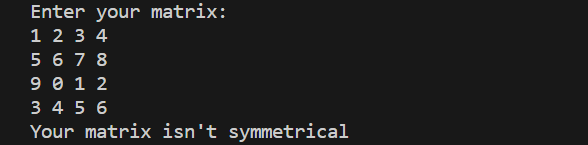 Enter your matrix:
1 2 3 4
5 6 7 8
9 0 1 2
3 4 5 6
Your matrix isn't symmetrical